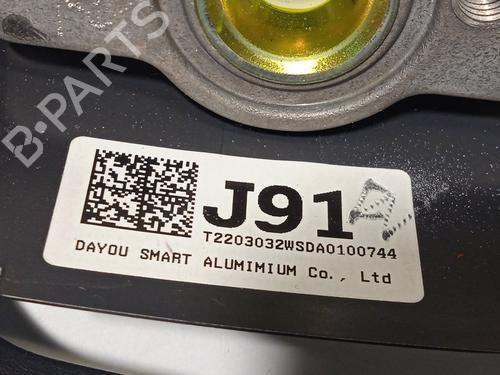 B-PARTS
J91
T2203032WSDA0100744
DAYOU SMART ALUMIMIUM Co., Ltd